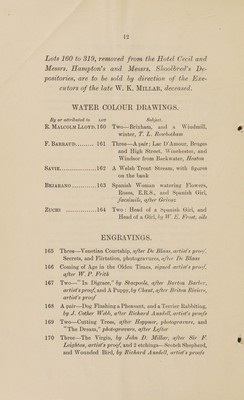 12
Lots 160 to 319, removed from the Hotel Cecil and
Messrs. Hampton's and Messrs. Shoolbred's De-
positories, are to be sold by direction of the Exe-
cutors of the late W. K. MILLAR, deceased.
WATER COLOUR DRAWINGS.
By or attributed to LOT Subject.
R. MALCOLM LLOYD. 160 Two—Brixham, and a Windmill,
winter, T. L. Rowbotham
F. BARRAUD......... 161 Three—A pair; Lac D'Amour, Bruges
and High Street, Winchester, and
Windsor from Backwater, Heaton
SAVIE..................162 A Welsh Trout Stream, with figures
on the bank
BEJARANO............163 Spanish Woman watering Flowers,
Roses, E.R.S., and Spanish Girl,
facsimile, after Grieux
ZUCHI ...............164 Two: Head of a Spanish Girl, and
Head of a Girl, by W. E. Frost, oils
ENGRAVINGS.
165 Three—Venetian Courtship, after De Blaas, artist's proof,
Secrets, and Flirtation, photogravures, after De Blaas
166 Coming of Age in the Olden Times, signed artist's proof,
after W. P. Frith
167 Two—"In Disgrace," by Stacpoole, after Burton Barber,
artist's proof, and A Puppy, by Chant, after Briton Riviere,
artist's proof
168 A pair—Dog Flushing a Pheasant, and a Terrier Rabbiting,
by J. Cather Webb, after Richard Ansdell, artist's proofs
169 Two—Cutting Trees, after Hoppner, photogravure, and
"The Dream," photogravure, after Lefter
170 Three—The Virgin, by John D. Millar, after Sir F.
Leighton, artist's proof, and 2 etchings—Scotch Shepherd,
and Wounded Bird, by Richard Ansdell, artist's proofs